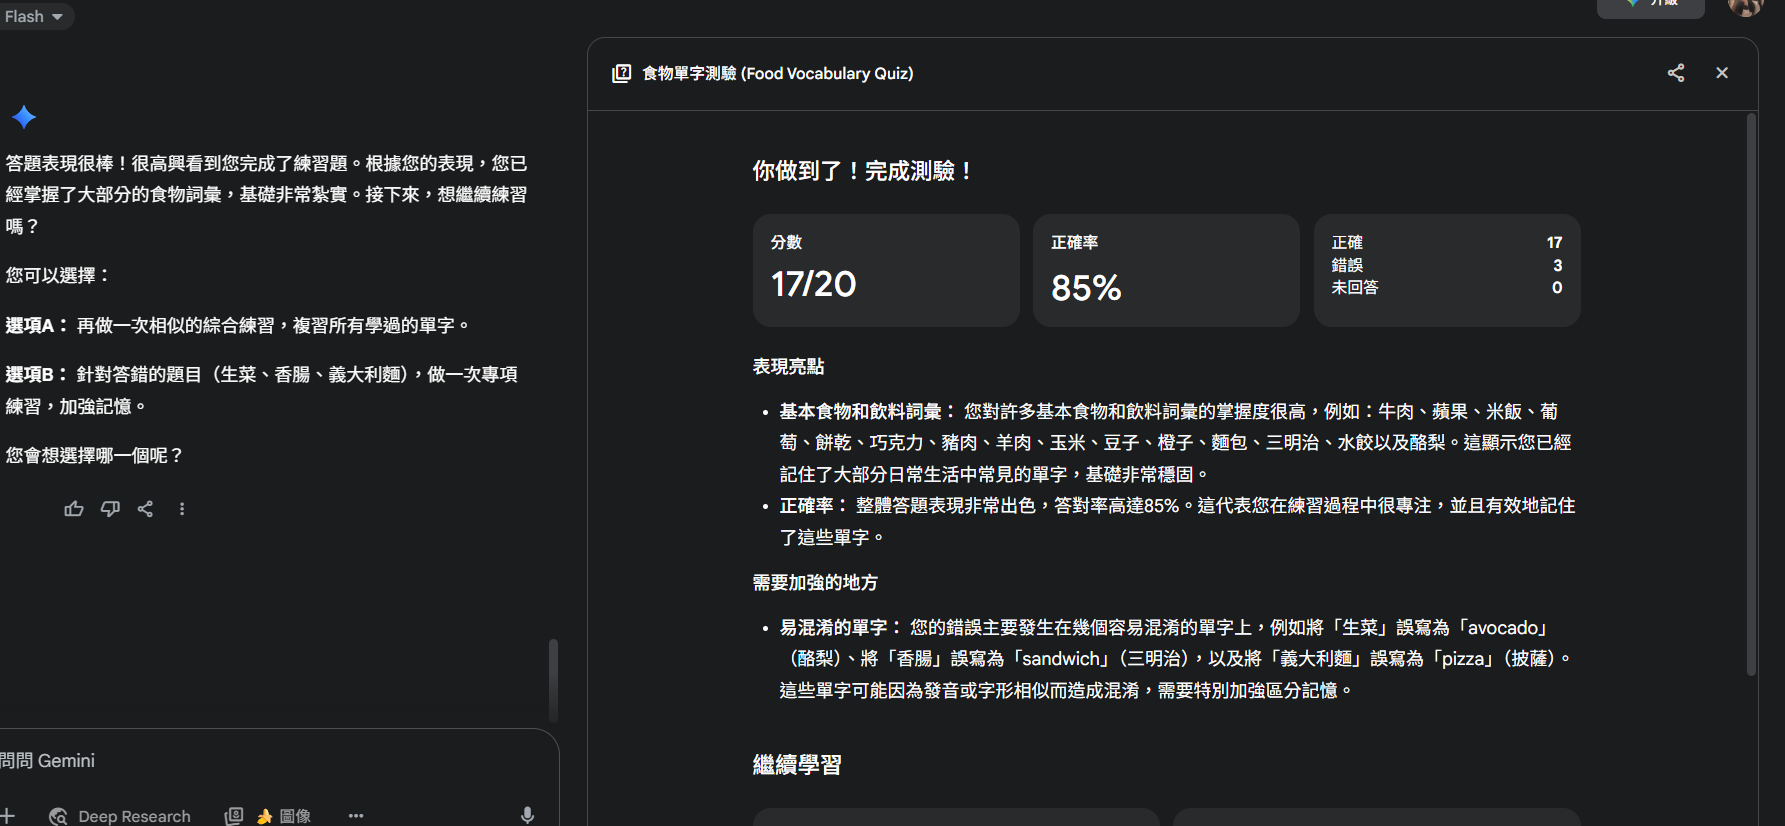 Flash
升級
答題表現很棒！很高興看到您完成了練習題。根據您的表現，您已
經掌握了大部分的食物詞彙，基礎非常紮實。接下來，想繼續練習
嗎？
您可以選擇：
選項A： 再做一次相似的綜合練習，複習所有學過的單字。
選項B： 針對答錯的題目（生菜、香腸、義大利麵），做一次專項
練習，加強記憶。
您會想選擇哪一個呢？
問問 Gemini
Deep Research
圖像
食物單字測驗 (Food Vocabulary Quiz)
你做到了！完成測驗！
分數
17/20
正確率
85%
正確 17
錯誤 3
未回答 0
表現亮點
• 基本食物和飲料詞彙： 您對許多基本食物和飲料詞彙的掌握度很高，例如：牛肉、蘋果、米飯、葡
萄、餅乾、巧克力、豬肉、羊肉、玉米、豆子、橙子、麵包、三明治、水餃以及酪梨。這顯示您已經
記住了大部分日常生活中常見的單字，基礎非常穩固。
• 正確率： 整體答題表現非常出色，答對率高達85%。這代表您在練習過程中很專注，並且有效地記住
了這些單字。
需要加強的地方
• 易混淆的單字： 您的錯誤主要發生在幾個容易混淆的單字上，例如將「生菜」誤寫為「avocado」
（酪梨）、將「香腸」誤寫為「sandwich」（三明治），以及將「義大利麵」誤寫為「pizza」（披薩）。
這些單字可能因為發音或字形相似而造成混淆，需要特別加強區分記憶。
繼續學習